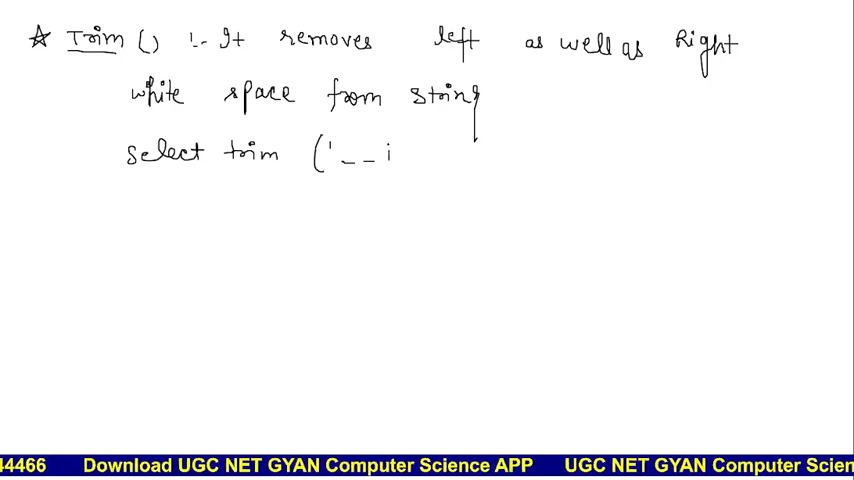 ☆ Trim () :- It removes left as well as Right
white space from string
select trim ('_ _ i
44466 Download UGC NET GYAN Computer Science APP UGC NET GYAN Computer Scien